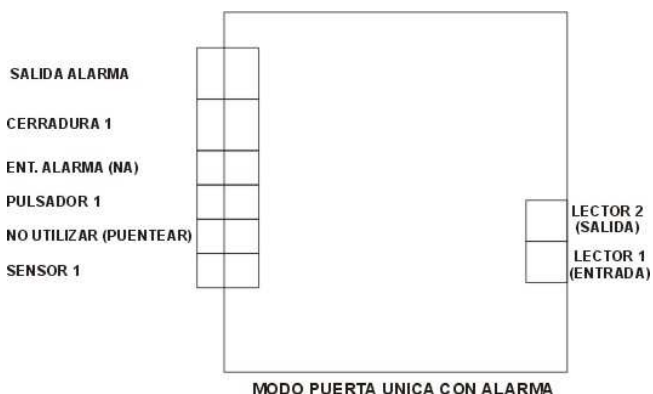 SALIDA ALARMA
CERRADURA 1
ENT. ALARMA (NA)
PULSADOR 1
NO UTILIZAR (PUENTEAR)
SENSOR 1
LECTOR 2
(SALIDA)
LECTOR 1
(ENTRADA)
MODO PUERTA UNICA CON ALARMA